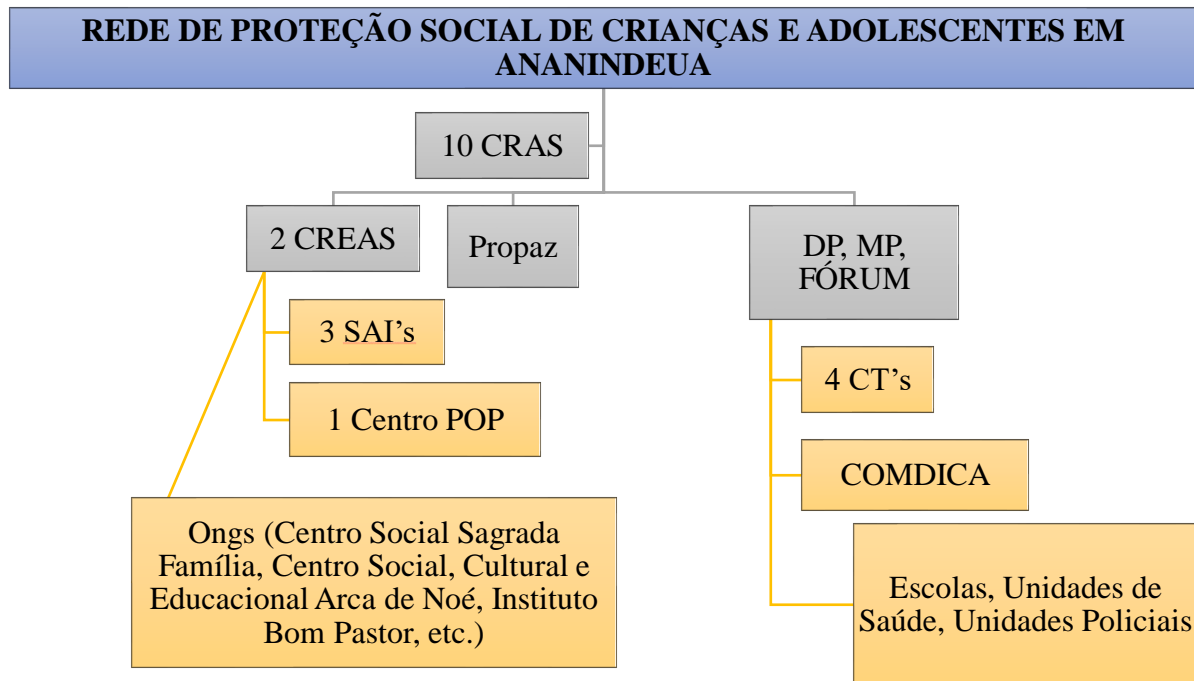 REDE DE PROTEÇÃO SOCIAL DE CRIANÇAS E ADOLESCENTES EM
ANANINDEUA
10 CRAS
2 CREAS
Propaz
DP, MP,
FÓRUM
3 SAI’s
1 Centro POP
Ongs (Centro Social Sagrada
Família, Centro Social, Cultural e
Educacional Arca de Noé, Instituto
Bom Pastor, etc.)
4 CT’s
COMDICA
Escolas, Unidades de
Saúde, Unidades Policiais